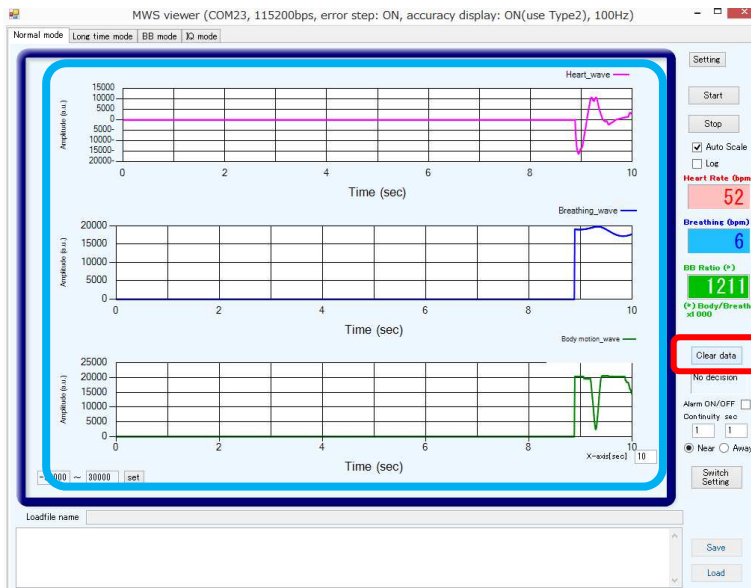 MWS viewer (COM23, 115200bps, error step: ON, accuracy display: ON(use Type2), 100Hz)
Normal mode Long time mode BB mode IQ mode
Heart_wave
15000
10000
5000
0
5000-
10000-
15000-
20000-
Amplitude (a.u.)
0 2 4 6 8 10
Time (sec)
Breathing_wave
20000
15000
10000
5000
0
Amplitude (a.u.)
0 2 4 6 8 10
Time (sec)
Body motion_wave
25000
20000
15000
10000
5000
0
Amplitude (a.u.)
0 2 4 6 8 10
Time (sec)
X-axis[sec] 10
~ 30000 set
Setting
Start
Stop
Auto Scale
Log
Heart Rate (bpm
52
Breathing (bpm)
6
BB Ratio (*)
1211
(*) Body/Breath
x1000
Clear data
No decision
Alarm ON/OFF
Continuity sec
1 1
Near Away
Switch
Setting
Loadfile name
Save
Load